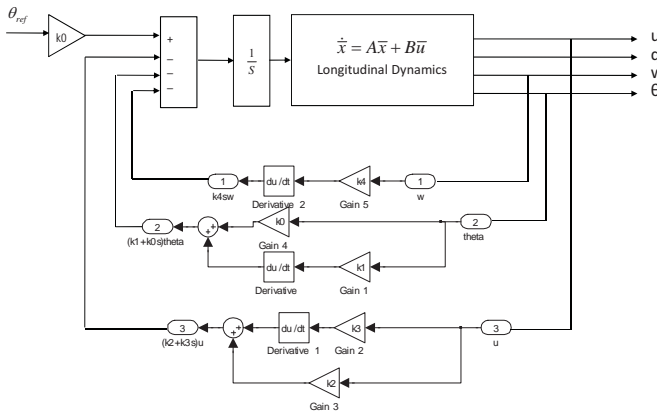 θref
k0
+
−
−
−
1
S
ẋ = Ax̄ + Bū
Longitudinal Dynamics
u
q
w
θ
1
k4sw
du/dt
Derivative 2
k4
Gain 5
1
w
2
(k1+k0s)theta
+
+
k0
Gain 4
2
theta
du/dt
Derivative
k1
Gain 1
3
(k2+k3s)u
+
+
du/dt
Derivative 1
k3
Gain 2
3
u
k2
Gain 3